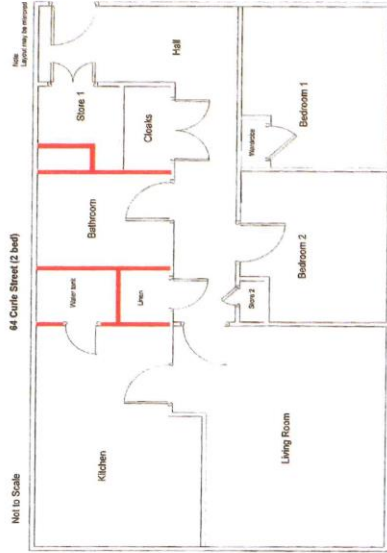 Not to Scale
64 Curle Street (2 bed)
Note:
Layout may be mirrored
Kitchen
Water tank
Linen
Bathroom
Store 1
Cloaks
Hall
Living Room
Store 2
Bedroom 2
Wardrobe
Bedroom 1